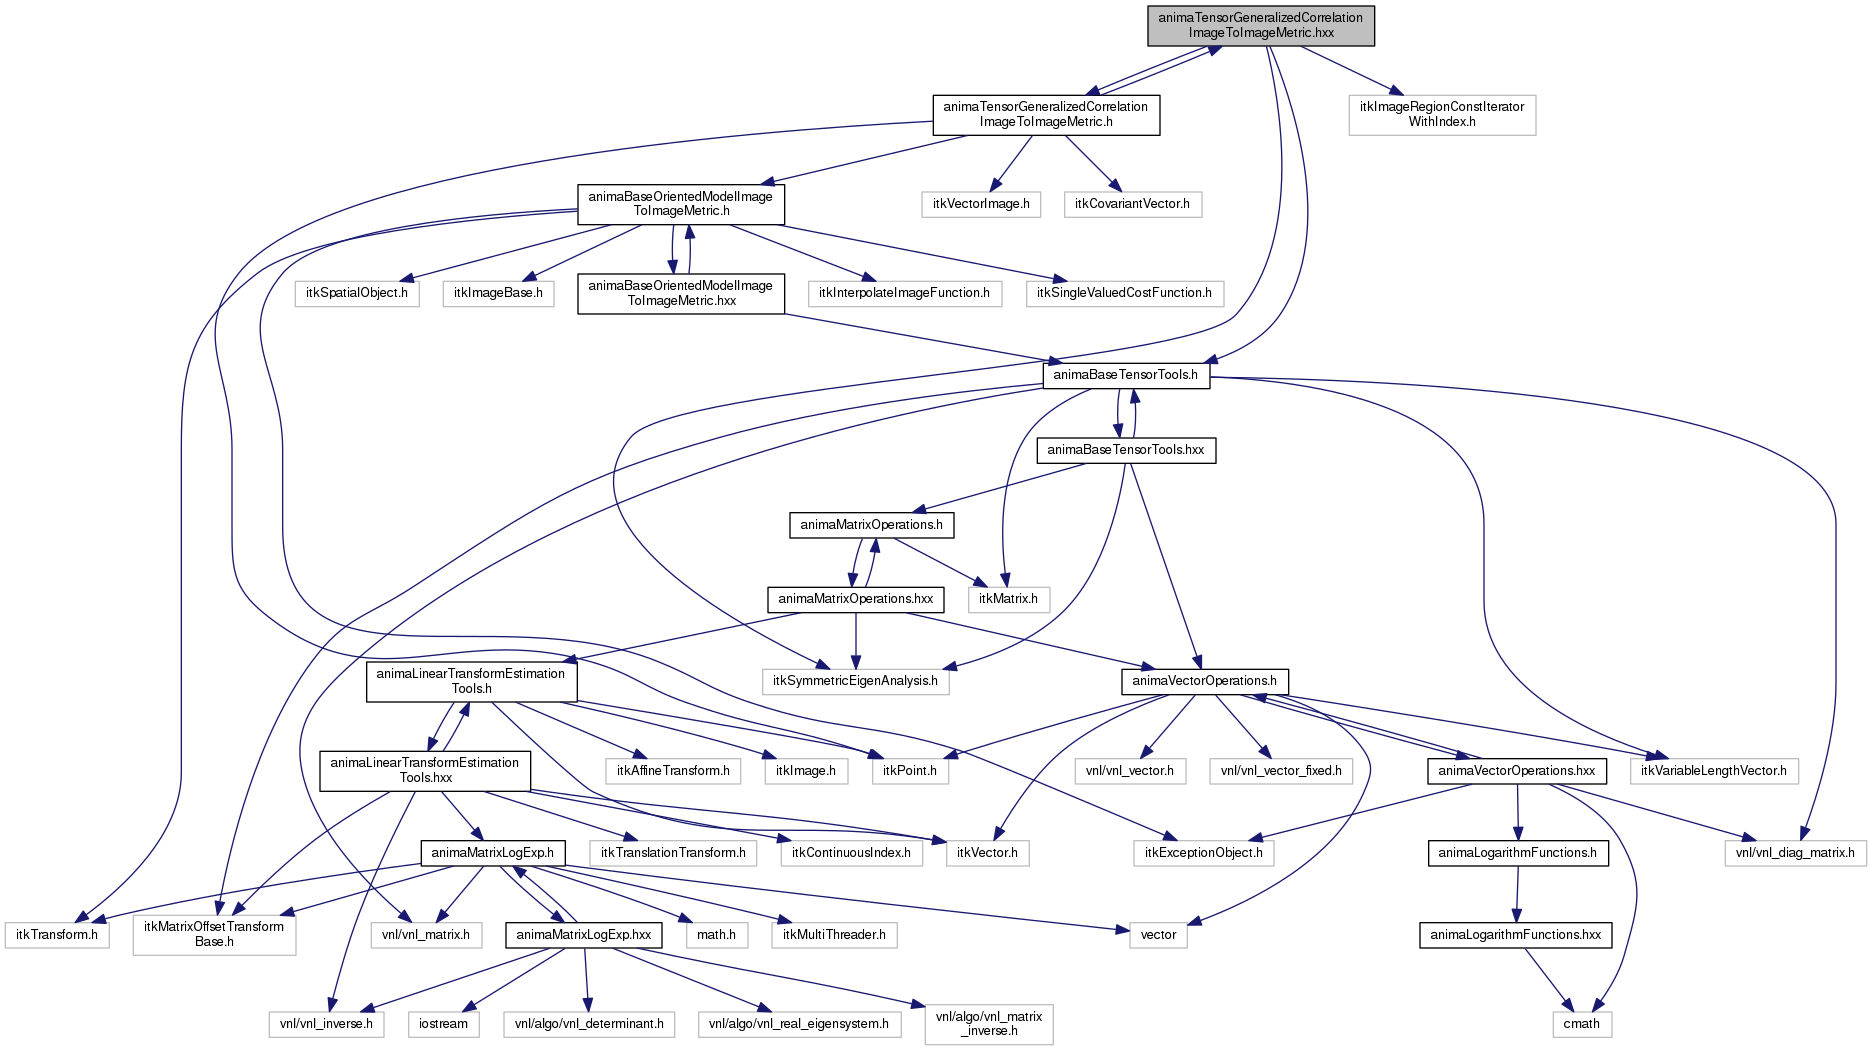 animaTensorGeneralizedCorrelation
ImageToImageMetric.hxx
animaTensorGeneralizedCorrelation
ImageToImageMetric.h
itkImageRegionConstIterator
WithIndex.h
animaBaseOrientedModelImage
ToImageMetric.h
itkVectorImage.h
itkCovariantVector.h
itkSpatialObject.h
itkImageBase.h
animaBaseOrientedModelImage
ToImageMetric.hxx
itkInterpolateImageFunction.h
itkSingleValuedCostFunction.h
animaBaseTensorTools.h
animaBaseTensorTools.hxx
animaMatrixOperations.h
animaMatrixOperations.hxx
itkMatrix.h
animaLinearTransformEstimation
Tools.h
itkSymmetricEigenAnalysis.h
animaVectorOperations.h
animaLinearTransformEstimation
Tools.hxx
itkAffineTransform.h
itkImage.h
itkPoint.h
vnl/vnl_vector.h
vnl/vnl_vector_fixed.h
animaVectorOperations.hxx
itkVariableLengthVector.h
animaMatrixLogExp.h
itkTranslationTransform.h
itkContinuousIndex.h
itkVector.h
itkExceptionObject.h
animaLogarithmFunctions.h
vnl/vnl_diag_matrix.h
itkTransform.h
itkMatrixOffsetTransform
Base.h
vnl/vnl_matrix.h
animaMatrixLogExp.hxx
math.h
itkMultiThreader.h
vector
animaLogarithmFunctions.hxx
vnl/vnl_inverse.h
iostream
vnl/algo/vnl_determinant.h
vnl/algo/vnl_real_eigensystem.h
vnl/algo/vnl_matrix
_inverse.h
cmath